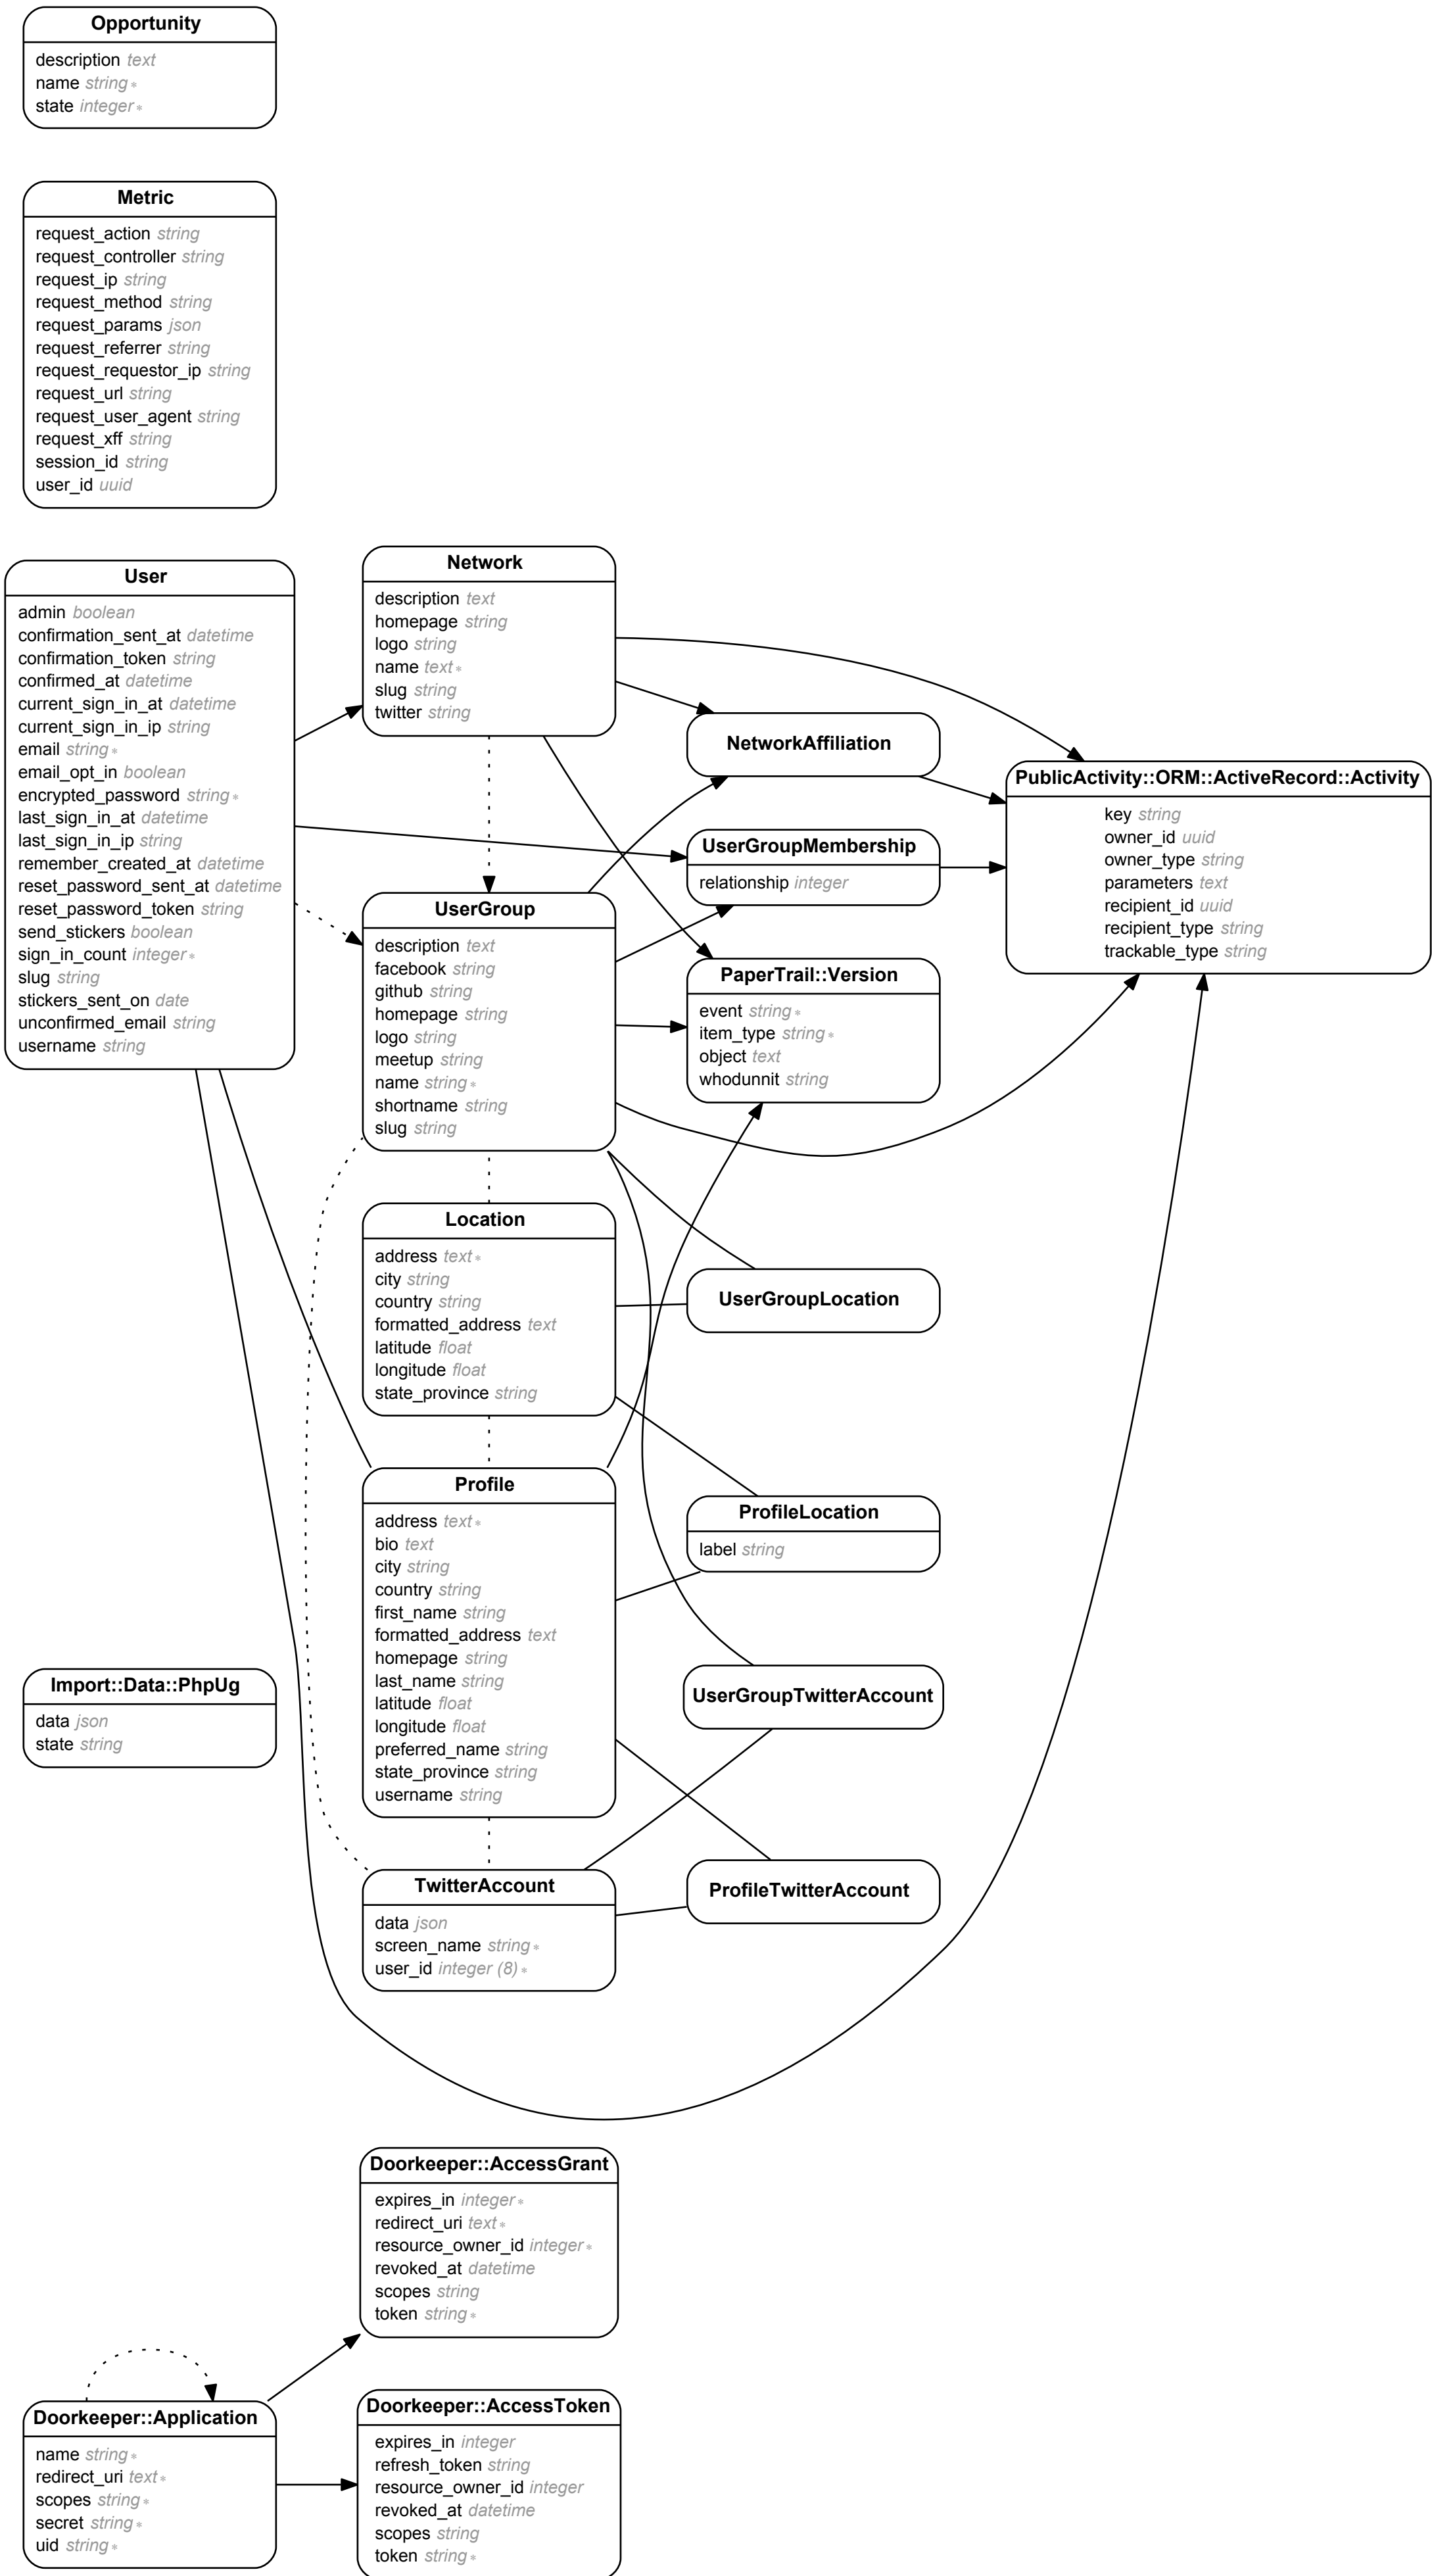 Opportunity
description text
name string *
state integer *
Metric
request_action string
request_controller string
request_ip string
request_method string
request_params json
request_referrer string
request_requestor_ip string
request_url string
request_user_agent string
request_xff string
session_id string
user_id uuid
User
admin boolean
confirmation_sent_at datetime
confirmation_token string
confirmed_at datetime
current_sign_in_at datetime
current_sign_in_ip string
email string *
email_opt_in boolean
encrypted_password string *
last_sign_in_at datetime
last_sign_in_ip string
remember_created_at datetime
reset_password_sent_at datetime
reset_password_token string
send_stickers boolean
sign_in_count integer *
slug string
stickers_sent_on date
unconfirmed_email string
username string
Network
description text
homepage string
logo string
name text *
slug string
twitter string
NetworkAffiliation
PublicActivity::ORM::ActiveRecord::Activity
key string
owner_id uuid
owner_type string
parameters text
recipient_id uuid
recipient_type string
trackable_type string
UserGroupMembership
relationship integer
UserGroup
description text
facebook string
github string
homepage string
logo string
meetup string
name string *
shortname string
slug string
PaperTrail::Version
event string *
item_type string *
object text
whodunnit string
Location
address text *
city string
country string
formatted_address text
latitude float
longitude float
state_province string
UserGroupLocation
Profile
address text *
bio text
city string
country string
first_name string
formatted_address text
homepage string
last_name string
latitude float
longitude float
preferred_name string
state_province string
username string
ProfileLocation
label string
UserGroupTwitterAccount
Import::Data::PhpUg
data json
state string
TwitterAccount
data json
screen_name string *
user_id integer (8) *
ProfileTwitterAccount
Doorkeeper::AccessGrant
expires_in integer *
redirect_uri text *
resource_owner_id integer *
revoked_at datetime
scopes string
token string *
Doorkeeper::Application
name string *
redirect_uri text *
scopes string *
secret string *
uid string *
Doorkeeper::AccessToken
expires_in integer
refresh_token string
resource_owner_id integer
revoked_at datetime
scopes string
token string *